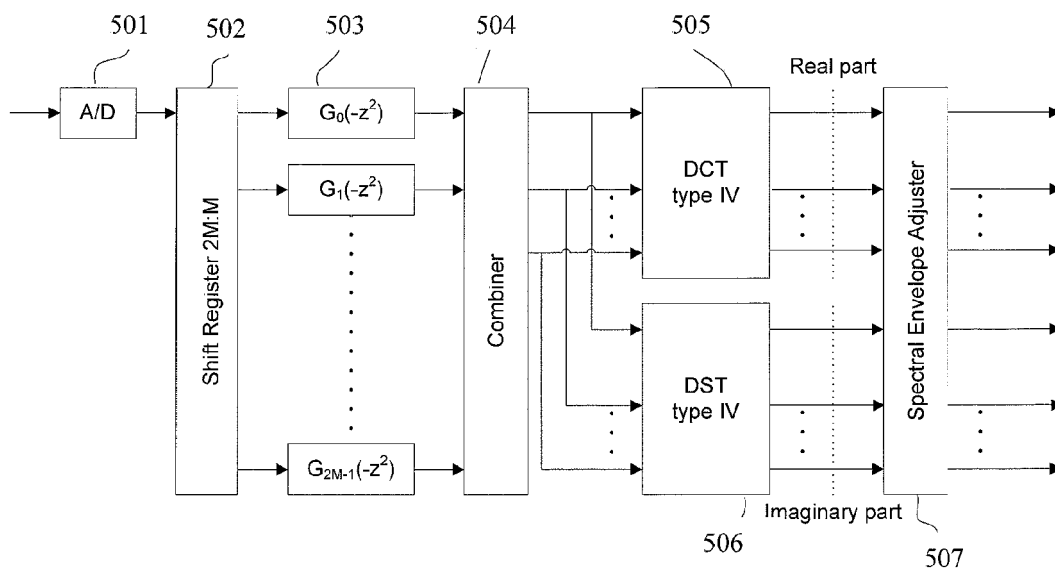 501
502
503
504
505
Real part
A/D
Shift Register 2M:M
G₀(-z²)
G₁(-z²)
G₂M-1(-z²)
Combiner
DCT
type IV
DST
type IV
Spectral Envelope Adjuster
Imaginary part
506
507